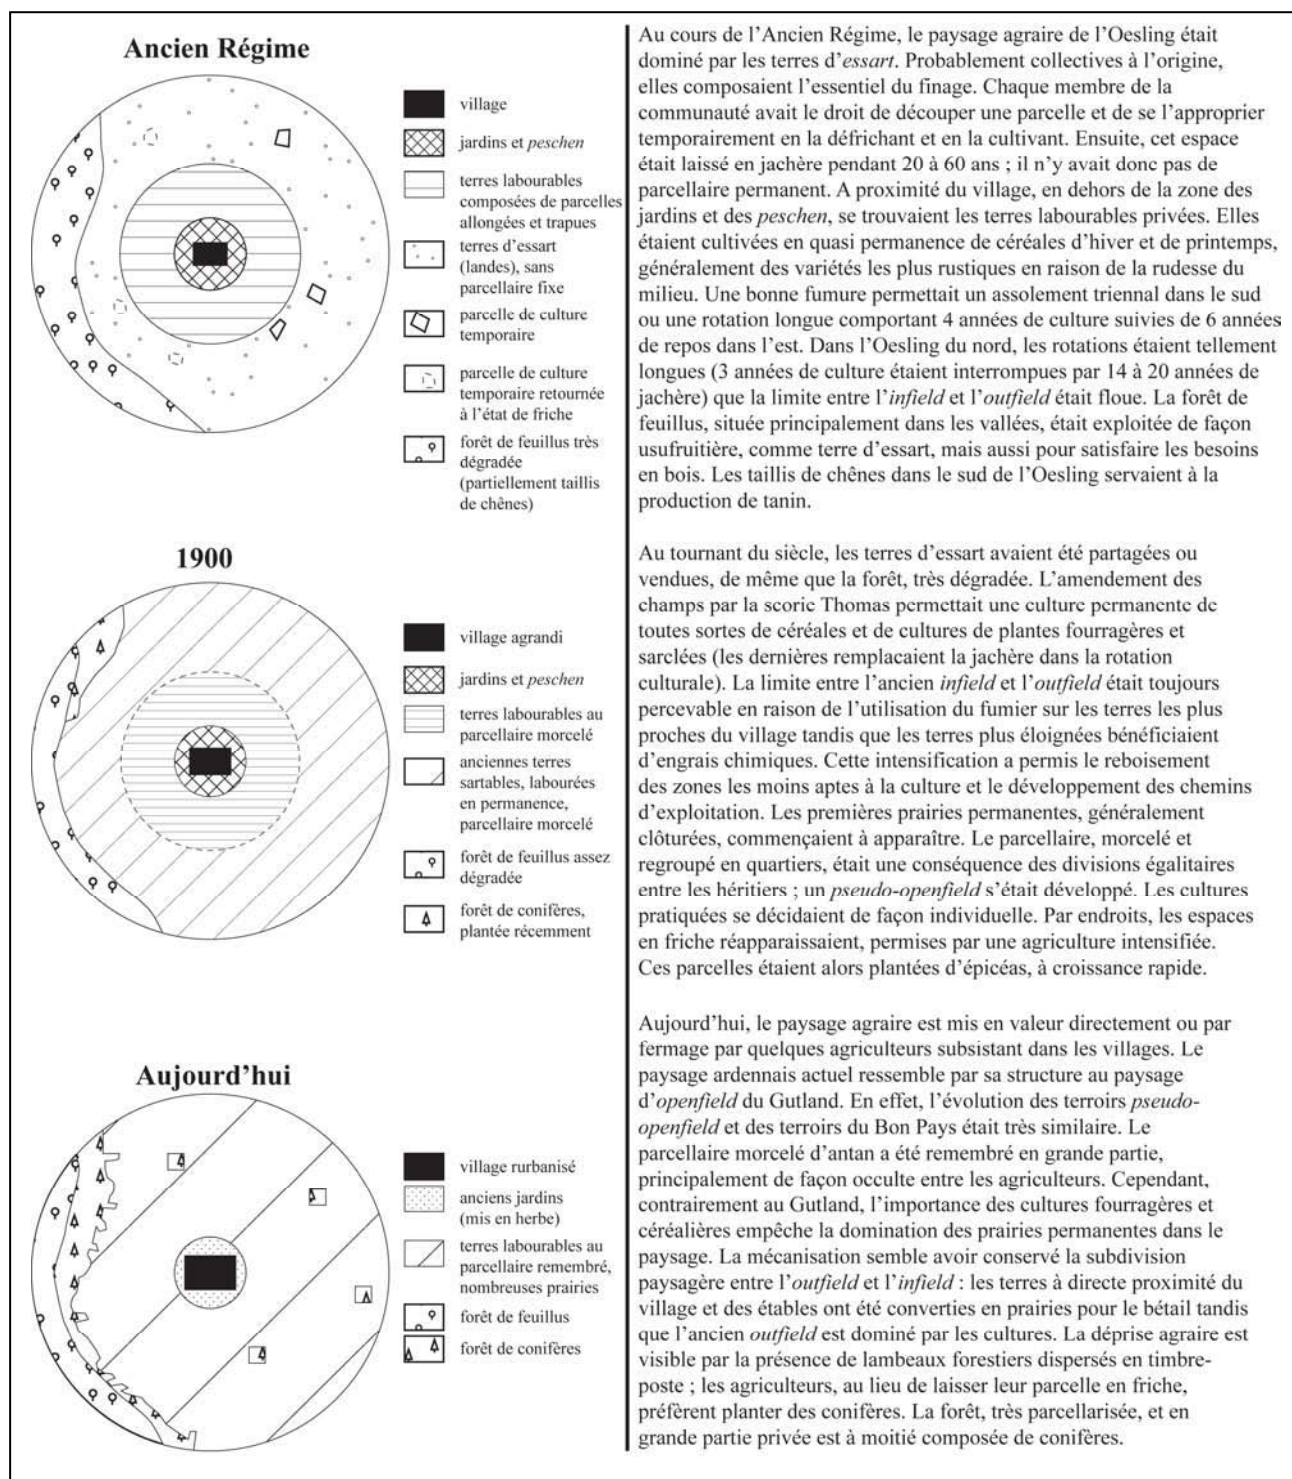 Ancien Régime
village
jardins et peschen
terres labourables
composées de parcelles
allongées et trapues
terres d'essart
(landes), sans
parcellaire fixe
parcelle de culture
temporaire
parcelle de culture
temporaire retournée
à l'état de friche
forêt de feuillus très
dégradée
(partiellement taillis
de chênes)
Au cours de l'Ancien Régime, le paysage agraire de l'Oesling était
dominé par les terres d'essart. Probablement collectives à l'origine,
elles composaient l'essentiel du finage. Chaque membre de la
communauté avait le droit de découper une parcelle et de se l'approprier
temporairement en la défrichant et en la cultivant. Ensuite, cet espace
était laissé en jachère pendant 20 à 60 ans ; il n'y avait donc pas de
parcellaire permanent. A proximité du village, en dehors de la zone des
jardins et des peschen, se trouvaient les terres labourables privées. Elles
étaient cultivées en quasi permanence de céréales d'hiver et de printemps,
généralement des variétés les plus rustiques en raison de la rudesse du
milieu. Une bonne fumure permettait un assolement triennal dans le sud
ou une rotation longue comportant 4 années de culture suivies de 6 années
de repos dans l'est. Dans l'Oesling du nord, les rotations étaient tellement
longues (3 années de culture étaient interrompues par 14 à 20 années de
jachère) que la limite entre l'infield et l'outfield était floue. La forêt de
feuillus, située principalement dans les vallées, était exploitée de façon
usufruitière, comme terre d'essart, mais aussi pour satisfaire les besoins
en bois. Les taillis de chênes dans le sud de l'Oesling servaient à la
production de tanin.
1900
village agrandi
jardins et peschen
terres labourables au
parcellaire morcelé
anciennes terres
sartables, labourées
en permanence,
parcellaire morcelé
forêt de feuillus assez
dégradée
forêt de conifères,
plantée récemment
Au tournant du siècle, les terres d'essart avaient été partagées ou
vendues, de même que la forêt, très dégradée. L'amendement des
champs par la scorie Thomas permettait une culture permanente de
toutes sortes de céréales et de cultures de plantes fourragères et
sarclées (les dernières remplacaient la jachère dans la rotation
culturale). La limite entre l'ancien infield et l'outfield était toujours
percevable en raison de l'utilisation du fumier sur les terres les plus
proches du village tandis que les terres plus éloignées bénéficiaient
d'engrais chimiques. Cette intensification a permis le reboisement
des zones les moins aptes à la culture et le développement des chemins
d'exploitation. Les premières prairies permanentes, généralement
clôturées, commençaient à apparaître. Le parcellaire, morcelé et
regroupé en quartiers, était une conséquence des divisions égalitaires
entre les héritiers ; un pseudo-openfield s'était développé. Les cultures
pratiquées se décidaient de façon individuelle. Par endroits, les espaces
en friche réapparaissaient, permises par une agriculture intensifiée.
Ces parcelles étaient alors plantées d'épicéas, à croissance rapide.
Aujourd'hui
village rurbanisé
anciens jardins
(mis en herbe)
terres labourables au
parcellaire remembré,
nombreuses prairies
forêt de feuillus
forêt de conifères
Aujourd'hui, le paysage agraire est mis en valeur directement ou par
fermage par quelques agriculteurs subsistant dans les villages. Le
paysage ardennais actuel ressemble par sa structure au paysage
d'openfield du Gutland. En effet, l'évolution des terroirs pseudo-
openfield et des terroirs du Bon Pays était très similaire. Le
parcellaire morcelé d'antan a été remembré en grande partie,
principalement de façon occulte entre les agriculteurs. Cependant,
contrairement au Gutland, l'importance des cultures fourragères et
céréalières empêche la domination des prairies permanentes dans le
paysage. La mécanisation semble avoir conservé la subdivision
paysagère entre l'outfield et l'infield : les terres à directe proximité du
village et des étables ont été converties en prairies pour le bétail tandis
que l'ancien outfield est dominé par les cultures. La déprise agraire est
visible par la présence de lambeaux forestiers dispersés en timbre-
poste ; les agriculteurs, au lieu de laisser leur parcelle en friche,
préfèrent planter des conifères. La forêt, très parcellarisée, et en
grande partie privée est à moitié composée de conifères.